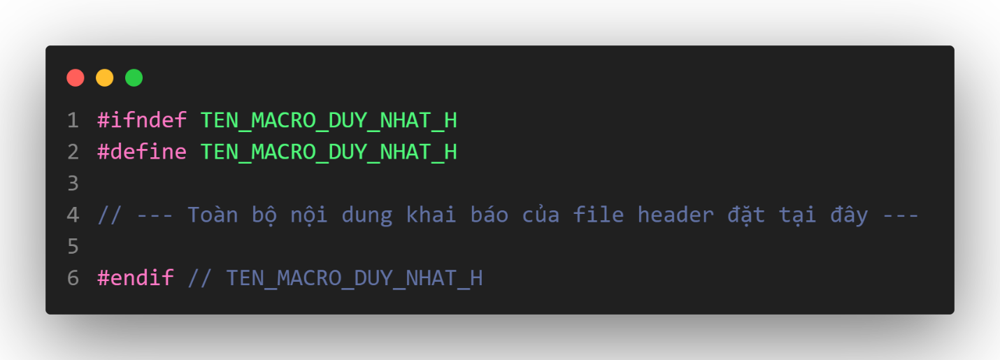 1 #ifndef TEN_MACRO_DUY_NHAT_H
2 #define TEN_MACRO_DUY_NHAT_H
3
4 // --- Toàn bộ nội dung khai báo của file header đặt tại đây ---
5
6 #endif // TEN_MACRO_DUY_NHAT_H